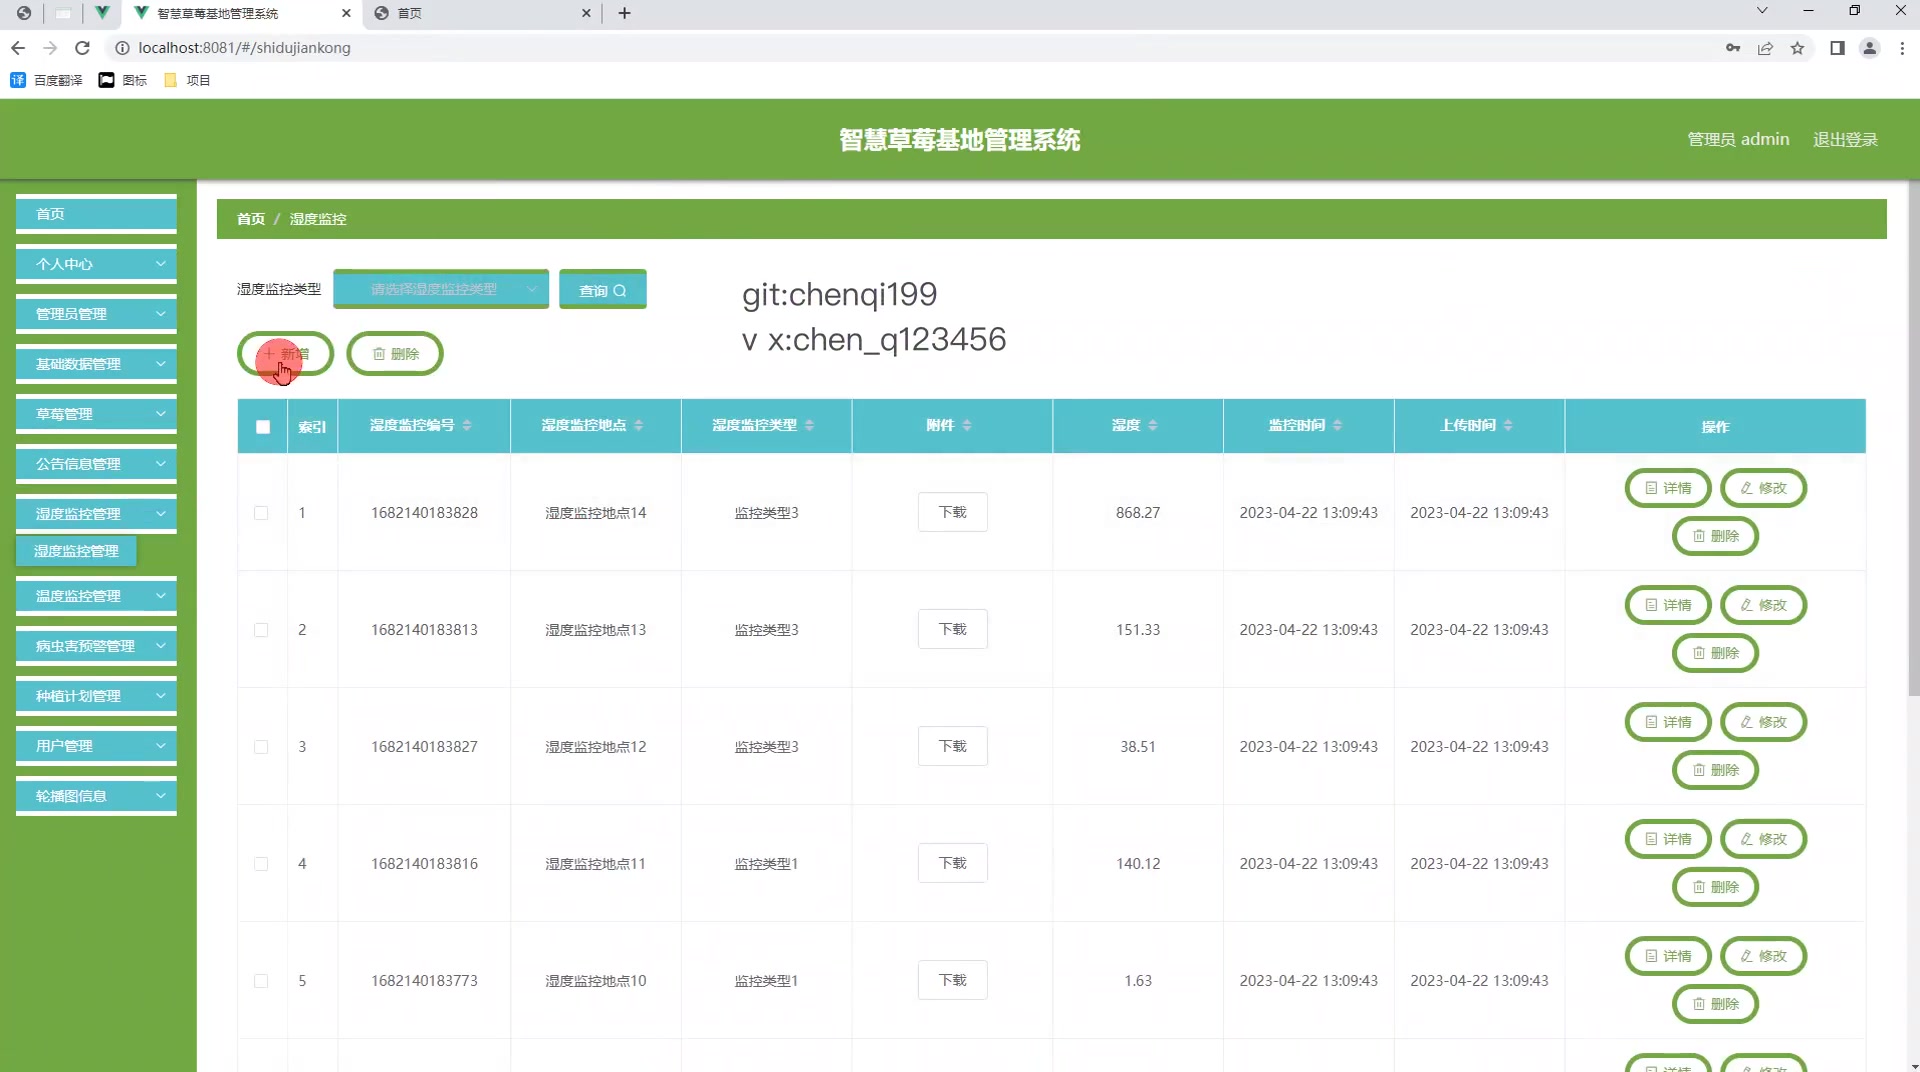 智慧草莓基地管理系统
首页
localhost:8081/#/shidujiankong
百度翻译 图标 项目
智慧草莓基地管理系统
管理员 admin 退出登录
首页
个人中心
管理员管理
基础数据管理
草莓管理
公告信息管理
湿度监控管理
湿度监控管理
温度监控管理
病虫害预警管理
种植计划管理
用户管理
轮播图信息
首页 / 湿度监控
湿度监控类型 请选择湿度监控类型 查询
git:chenqi199
v x:chen_q123456
新增 删除
索引 湿度监控编号 湿度监控地点 湿度监控类型 附件 湿度 监控时间 上传时间 操作
1 1682140183828 湿度监控地点14 监控类型3 下载 868.27 2023-04-22 13:09:43 2023-04-22 13:09:43 详情 修改
删除
2 1682140183813 湿度监控地点13 监控类型3 下载 151.33 2023-04-22 13:09:43 2023-04-22 13:09:43 详情 修改
删除
3 1682140183827 湿度监控地点12 监控类型3 下载 38.51 2023-04-22 13:09:43 2023-04-22 13:09:43 详情 修改
删除
4 1682140183816 湿度监控地点11 监控类型1 下载 140.12 2023-04-22 13:09:43 2023-04-22 13:09:43 详情 修改
删除
5 1682140183773 湿度监控地点10 监控类型1 下载 1.63 2023-04-22 13:09:43 2023-04-22 13:09:43 详情 修改
删除